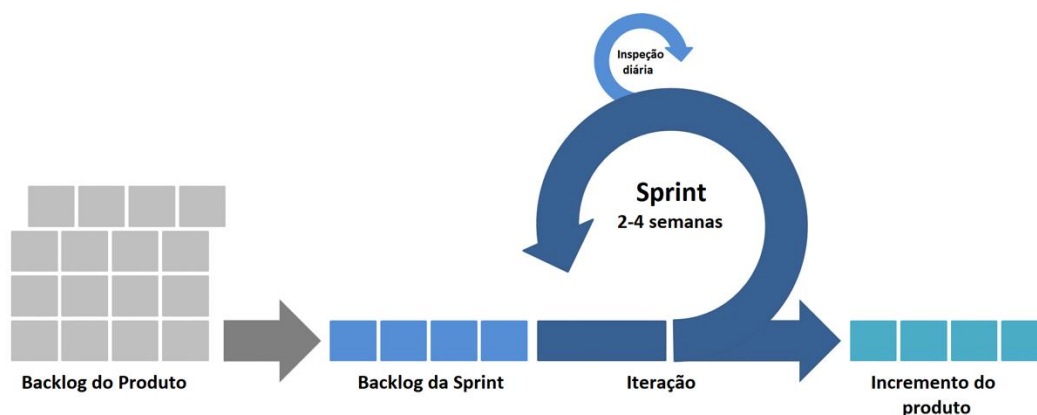 Inspeção
diária
Sprint
2-4 semanas
Backlog do Produto
Backlog da Sprint
Iteração
Incremento do
produto